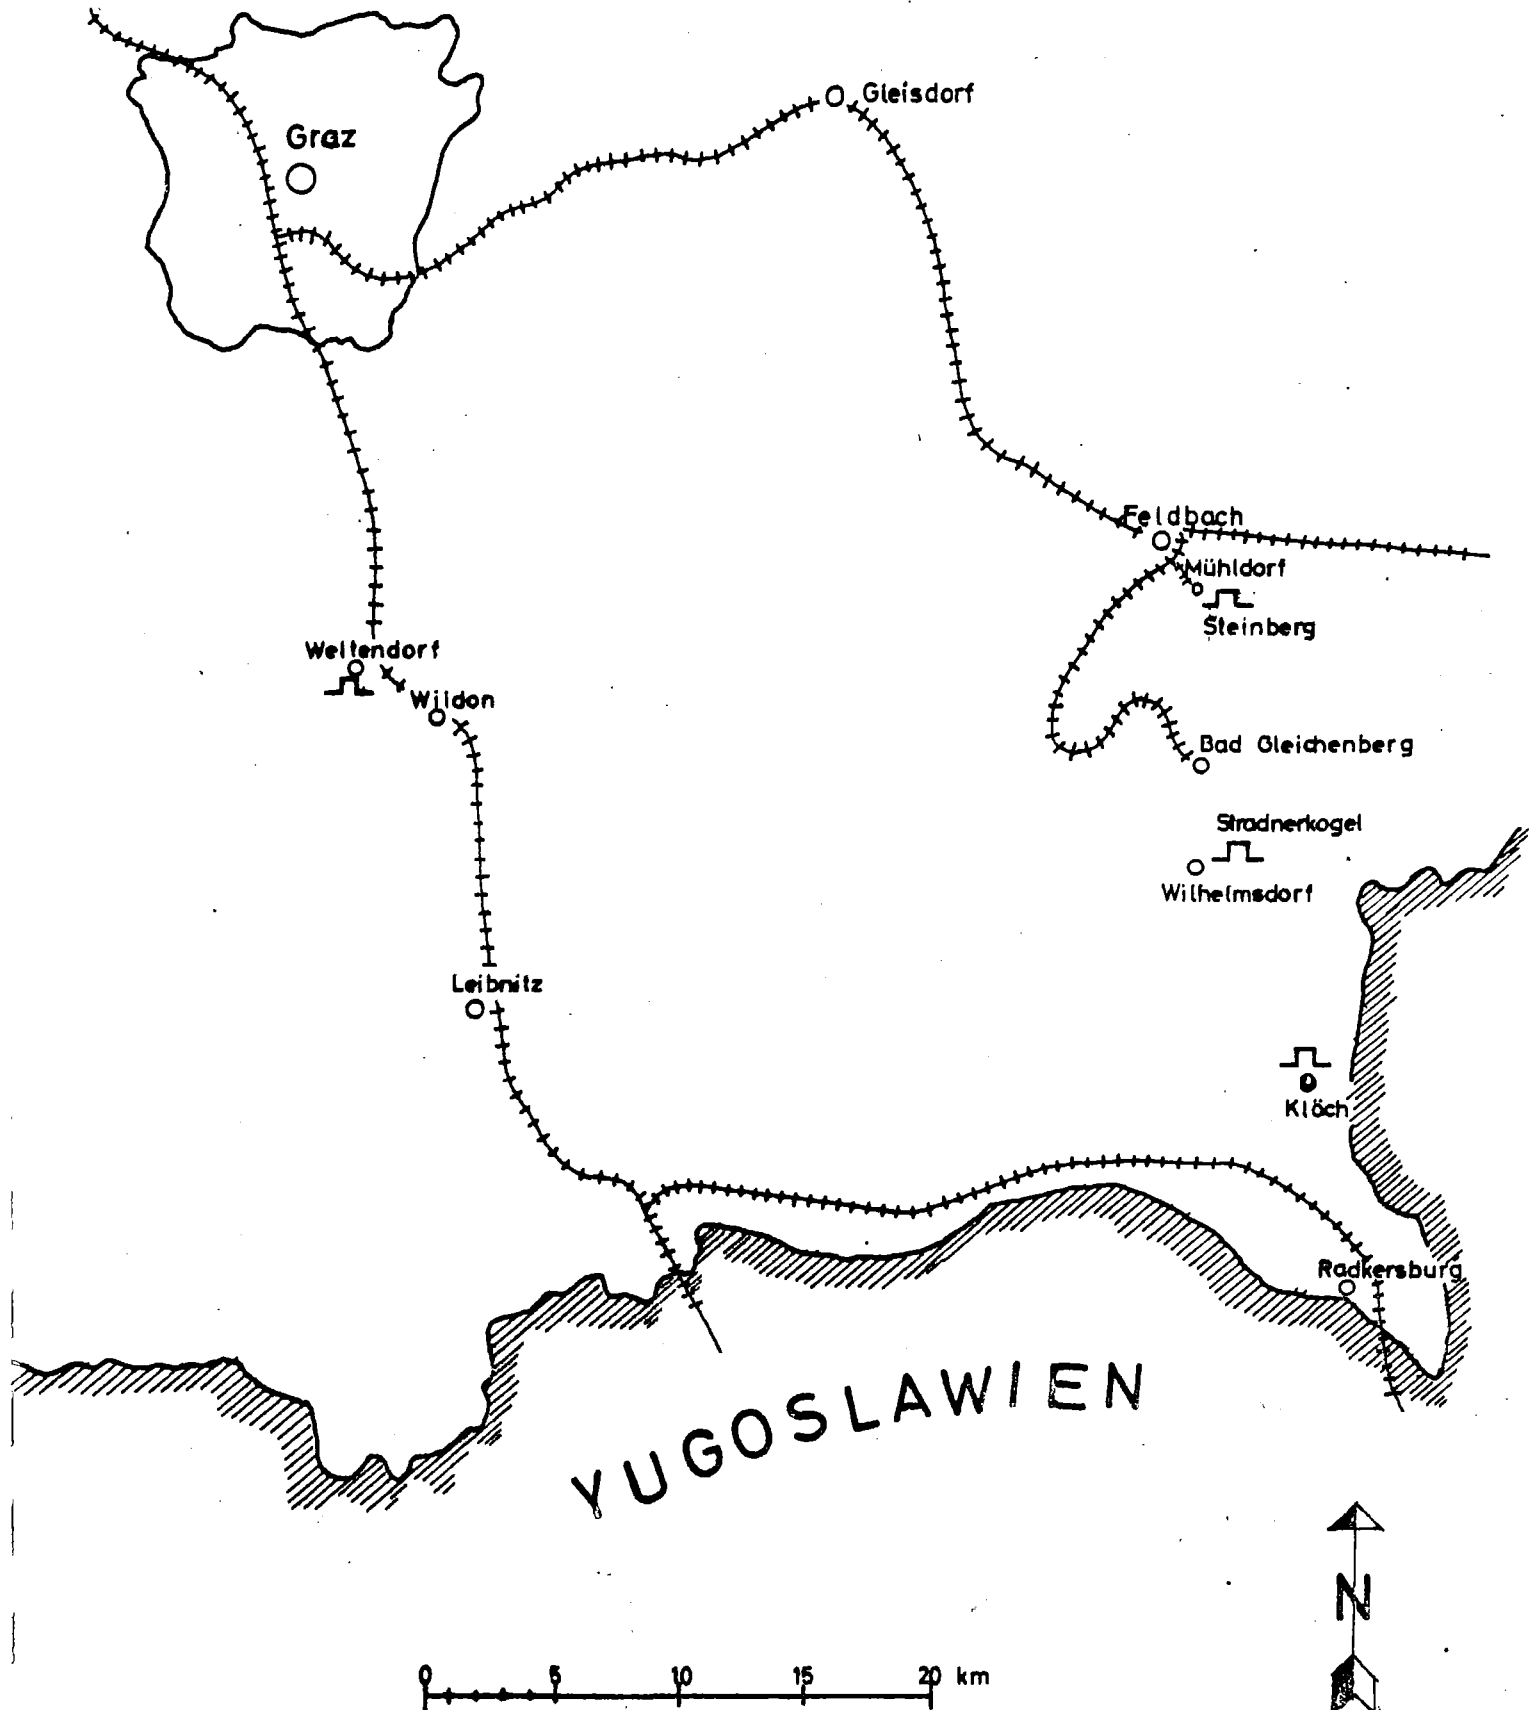 Graz
Gleisdorf
Feldbach
Mühldorf
Steinberg
Weitendorf
Wildon
Bad Gleichenberg
Stradnerkogel
Wilhelmsdorf
Leibnitz
Klöch
Radkersburg
YUGOSLAWIEN
N
0 5 10 15 20 km